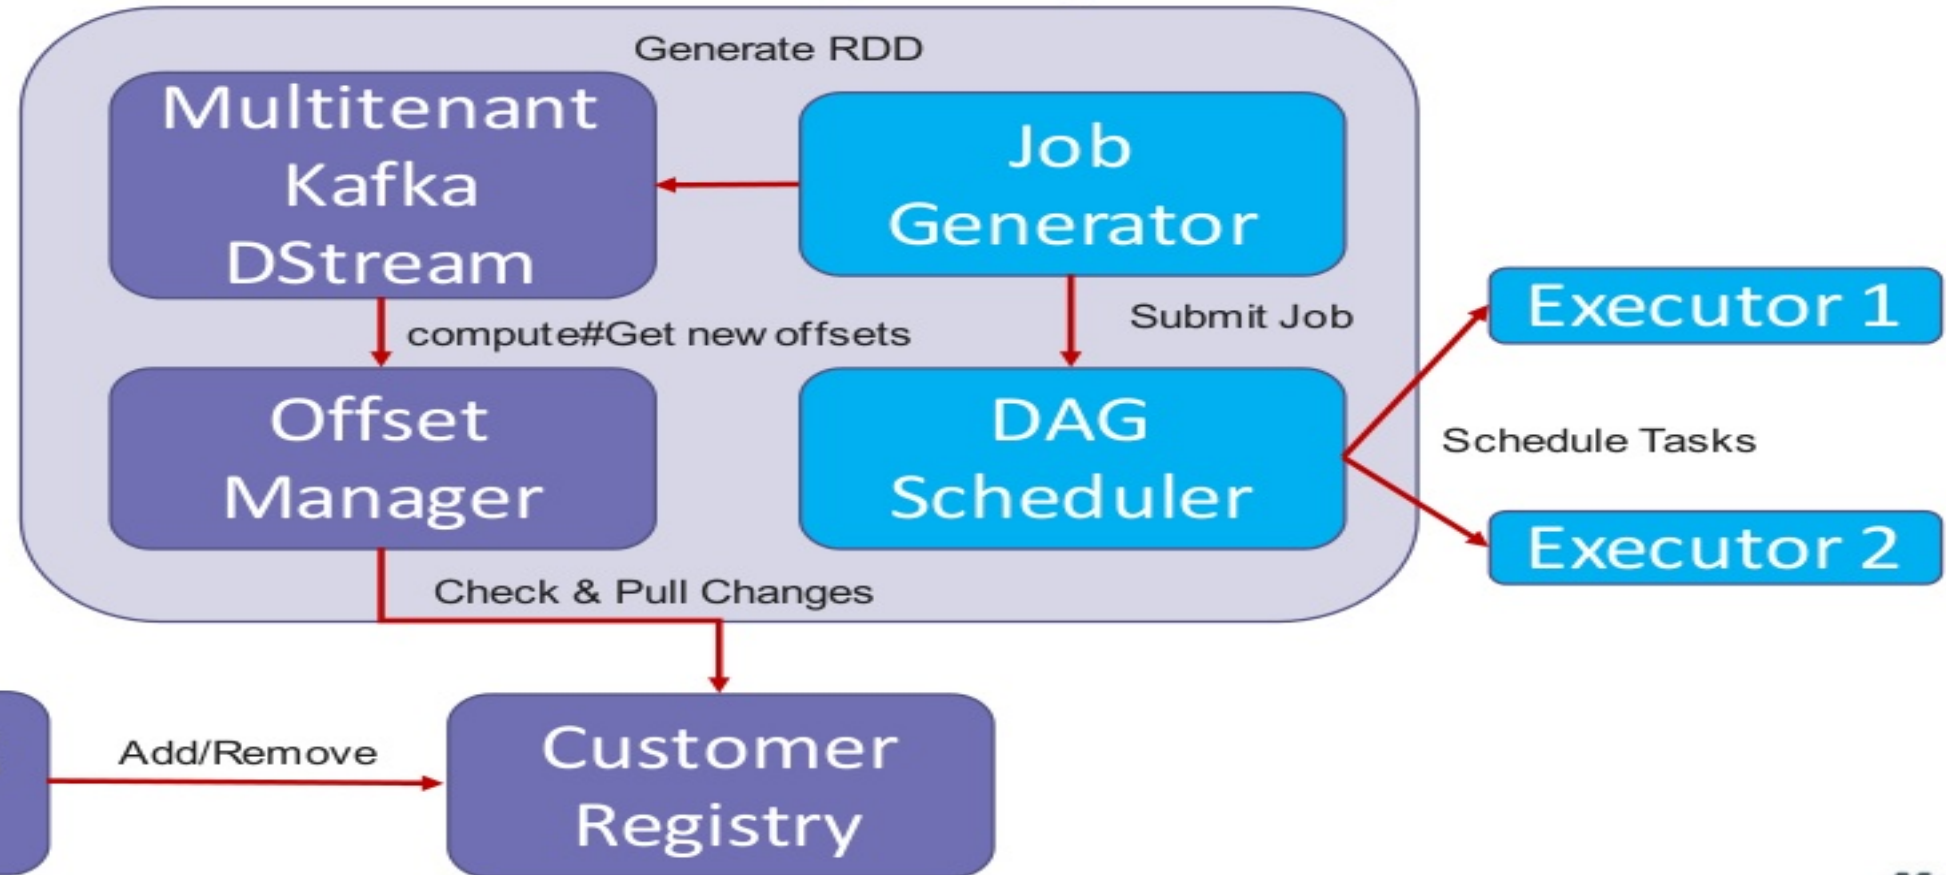 Generate RDD
Multitenant
Kafka
DStream
Job
Generator
compute#Get new offsets
Submit Job
Executor 1
Offset
Manager
DAG
Scheduler
Schedule Tasks
Executor 2
Check & Pull Changes
Add/Remove
Customer
Registry